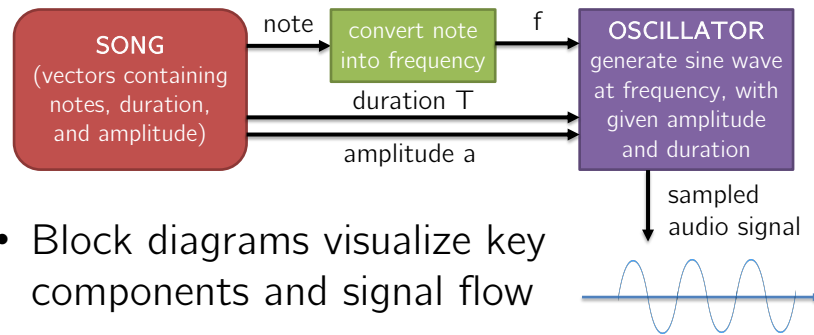 SONG
(vectors containing
notes, duration,
and amplitude)
note
convert note
into frequency
f
OSCILLATOR
generate sine wave
at frequency, with
given amplitude
and duration
duration T
amplitude a
sampled
audio signal
• Block diagrams visualize key
components and signal flow